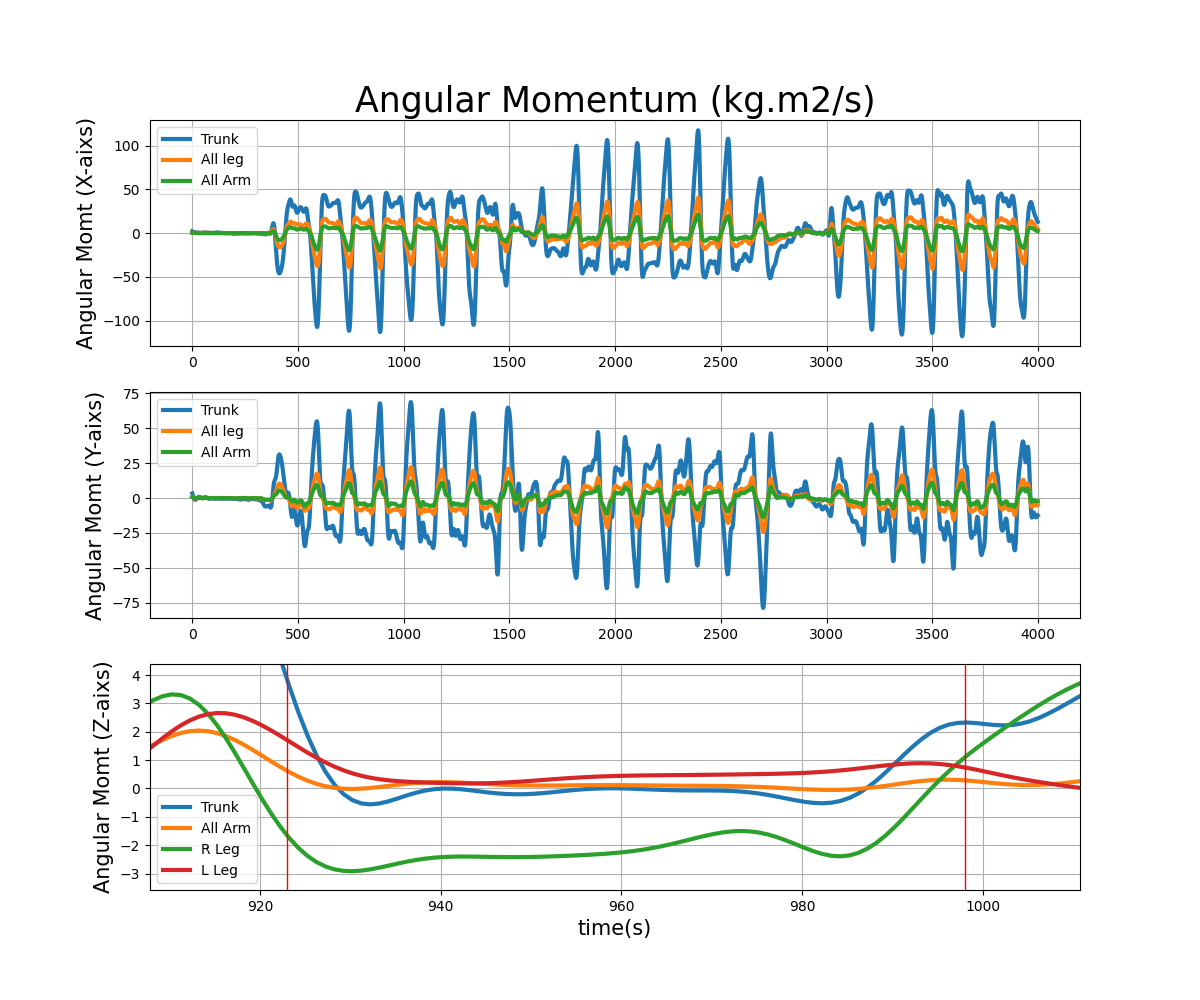 Angular Momentum (kg.m2/s)
Angular Momt (X-aixs)
100
50
0
−50
−100
Trunk
All leg
All Arm
0 500 1000 1500 2000 2500 3000 3500 4000
Angular Momt (Y-aixs)
75
50
25
0
−25
−50
−75
Trunk
All leg
All Arm
0 500 1000 1500 2000 2500 3000 3500 4000
Angular Momt (Z-aixs)
4
3
2
1
0
−1
−2
−3
Trunk
All Arm
R Leg
L Leg
920 940 960 980 1000
time(s)